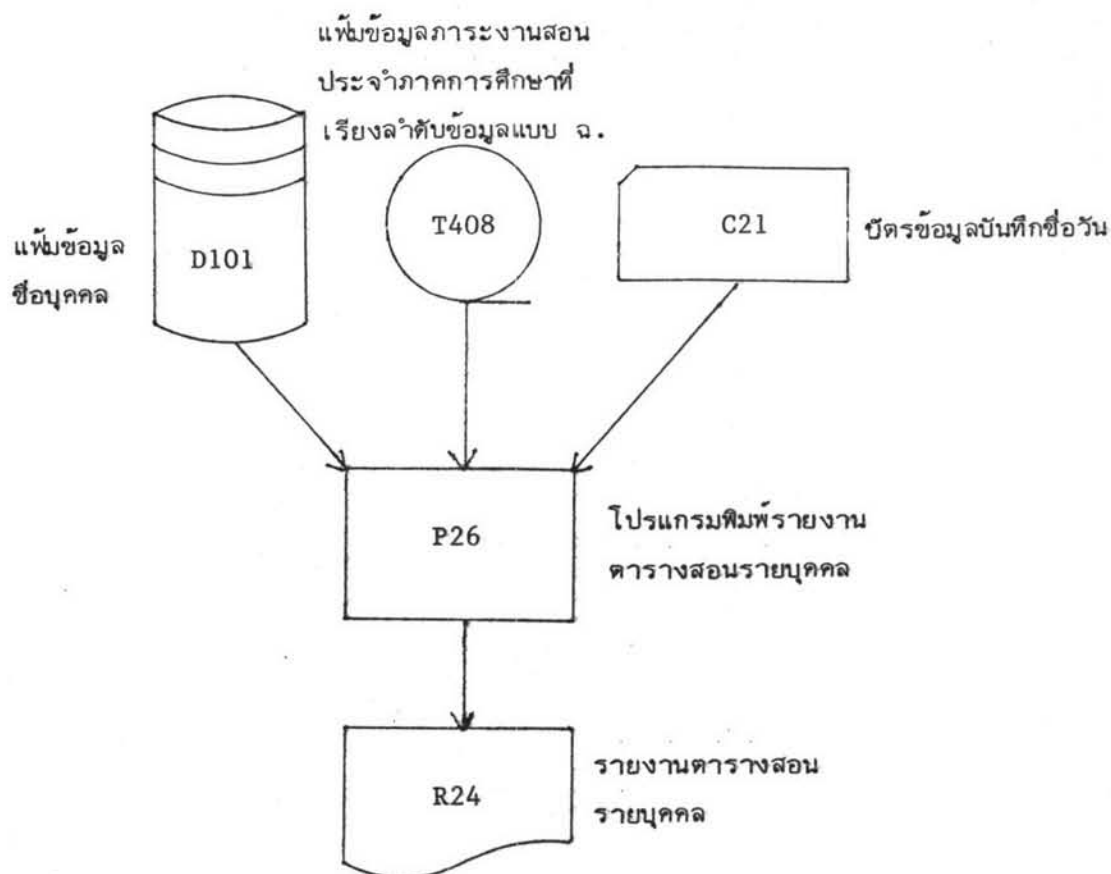 แฟ้มข้อมูลภาระงานสอน
ประจำภาคการศึกษาที่
เรียงลำดับข้อมูลแบบ ฉ.
แฟ้มข้อมูล
ชื่อบุคคล
D101
T408
C21
บัตรข้อมูลบันทึกชื่อวัน
P26
โปรแกรมพิมพ์รายงาน
ตารางสอนรายบุคคล
R24
รายงานตารางสอน
รายบุคคล